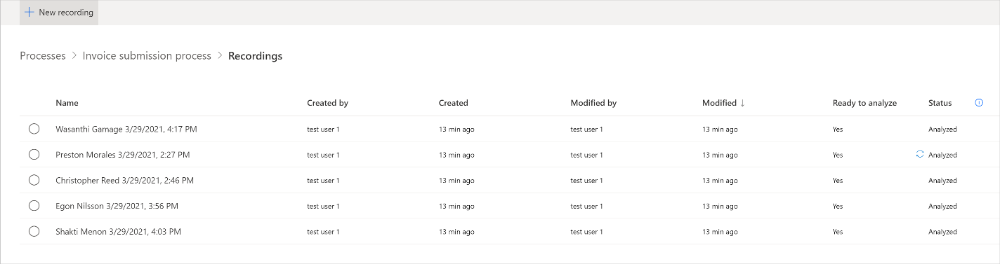 New recording
Processes > Invoice submission process > Recordings
Name Created by Created Modified by Modified ↓ Ready to analyze Status
Wasanthi Gamage 3/29/2021, 4:17 PM test user 1 13 min ago test user 1 13 min ago Yes Analyzed
Preston Morales 3/29/2021, 2:27 PM test user 1 13 min ago test user 1 13 min ago Yes Analyzed
Christopher Reed 3/29/2021, 2:46 PM test user 1 13 min ago test user 1 13 min ago Yes Analyzed
Egon Nilsson 3/29/2021, 3:56 PM test user 1 13 min ago test user 1 13 min ago Yes Analyzed
Shakti Menon 3/29/2021, 4:03 PM test user 1 13 min ago test user 1 13 min ago Yes Analyzed